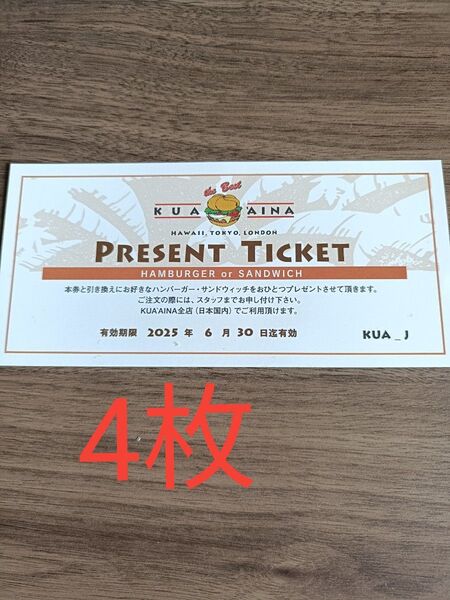 the Best
KUA AINA
HAWAII, TOKYO, LONDON
PRESENT TICKET
HAMBURGER or SANDWICH
本券と引き換えにお好きなハンバーガー・サンドウィッチをおひとつプレゼントさせて頂きます。
ご注文の際には、スタッフまでお申し付け下さい。
KUA'AINA全店（日本国内）でご利用頂けます。
有効期限 2025 年 6 月 30 日迄有効
KUA _ J
4枚